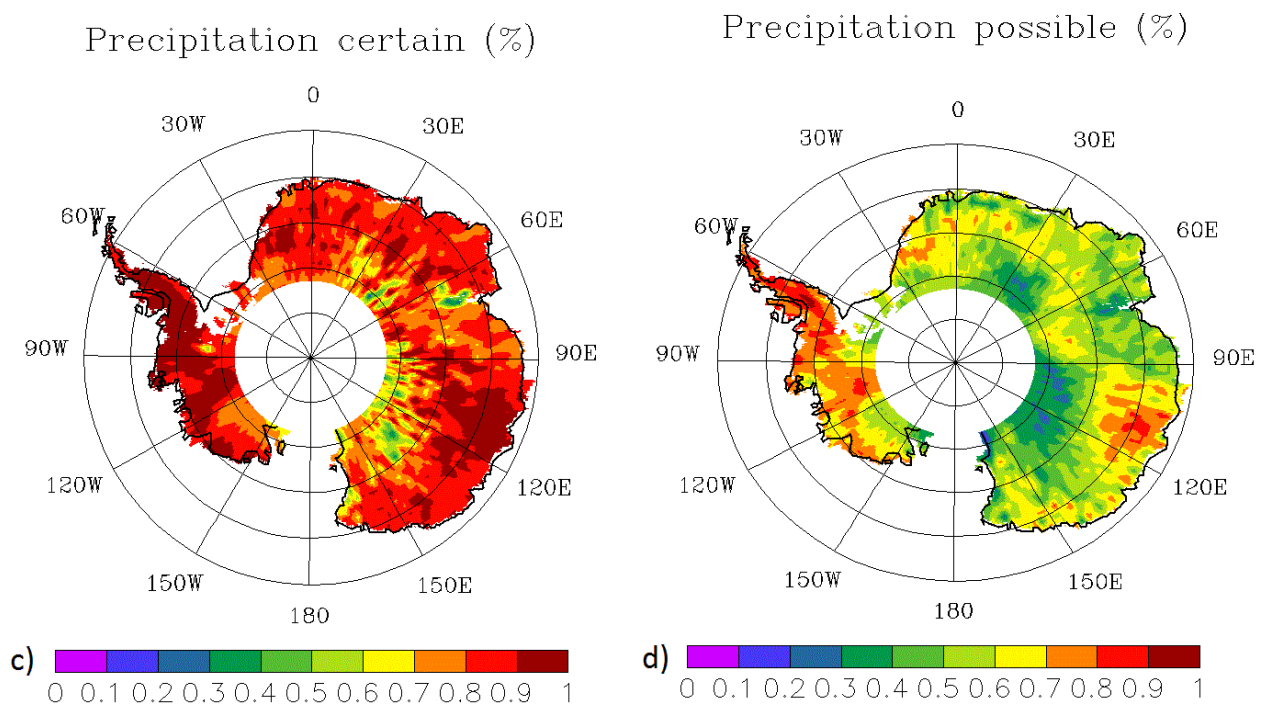 Precipitation certain (%)
0
30W
30E
60W
60E
90W
90E
120W
120E
150W
150E
180
c)
0 0.1 0.2 0.3 0.4 0.5 0.6 0.7 0.8 0.9 1
Precipitation possible (%)
0
30W
30E
60W
60E
90W
90E
120W
120E
150W
150E
180
d)
0 0.1 0.2 0.3 0.4 0.5 0.6 0.7 0.8 0.9 1